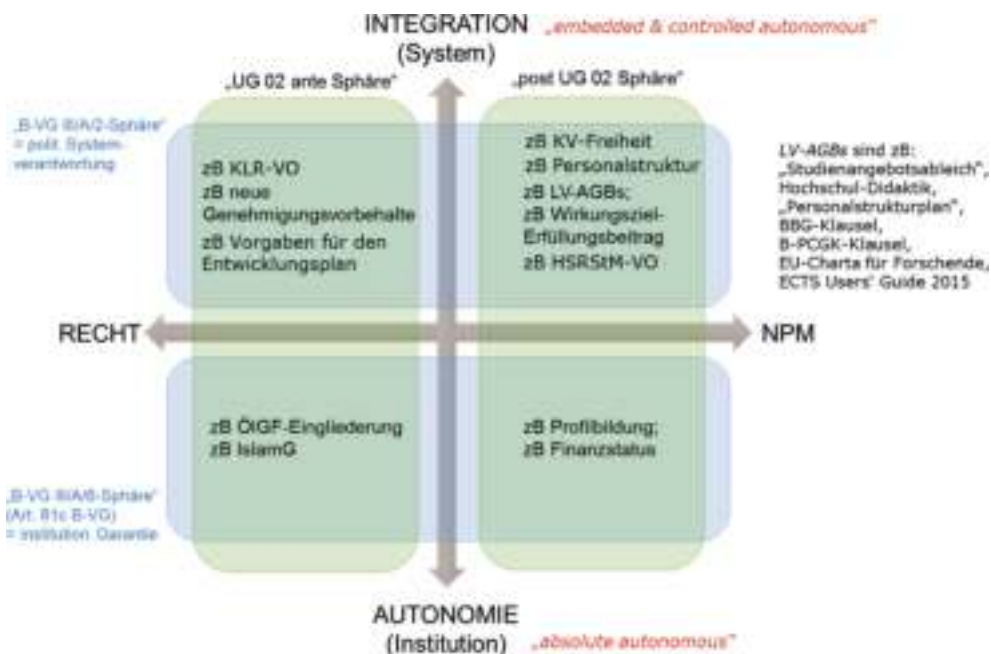 INTEGRATION
(System)
„embedded & controlled autonomous"
„UG 02 ante Sphäre"
„post UG 02 Sphäre"
„B-VG III/A/2-Sphäre"
= polit. System-
verantwortung
zB KLR-VO
zB neue
Genehmigungsvorbehalte
zB Vorgaben für den
Entwicklungsplan
zB KV-Freiheit
zB Personalstruktur
zB LV-AGBs;
zB Wirkungsziel-
Erfüllungsbeitrag
zB HSRStM-VO
LV-AGBs sind zB:
„Studienangebotsableich",
Hochschul-Didaktik,
„Personalstrukturplan",
BBG-Klausel,
B-PCGK-Klausel,
EU-Charta für Forschende,
ECTS Users' Guide 2015
RECHT
NPM
zB ÖIGF-Eingliederung
zB IslamG
zB Profilbildung;
zB Finanzstatus
„B-VG III/A/6-Sphäre"
(Art. 81c B-VG)
= institution. Garantie
AUTONOMIE
(Institution)
„absolute autonomous"